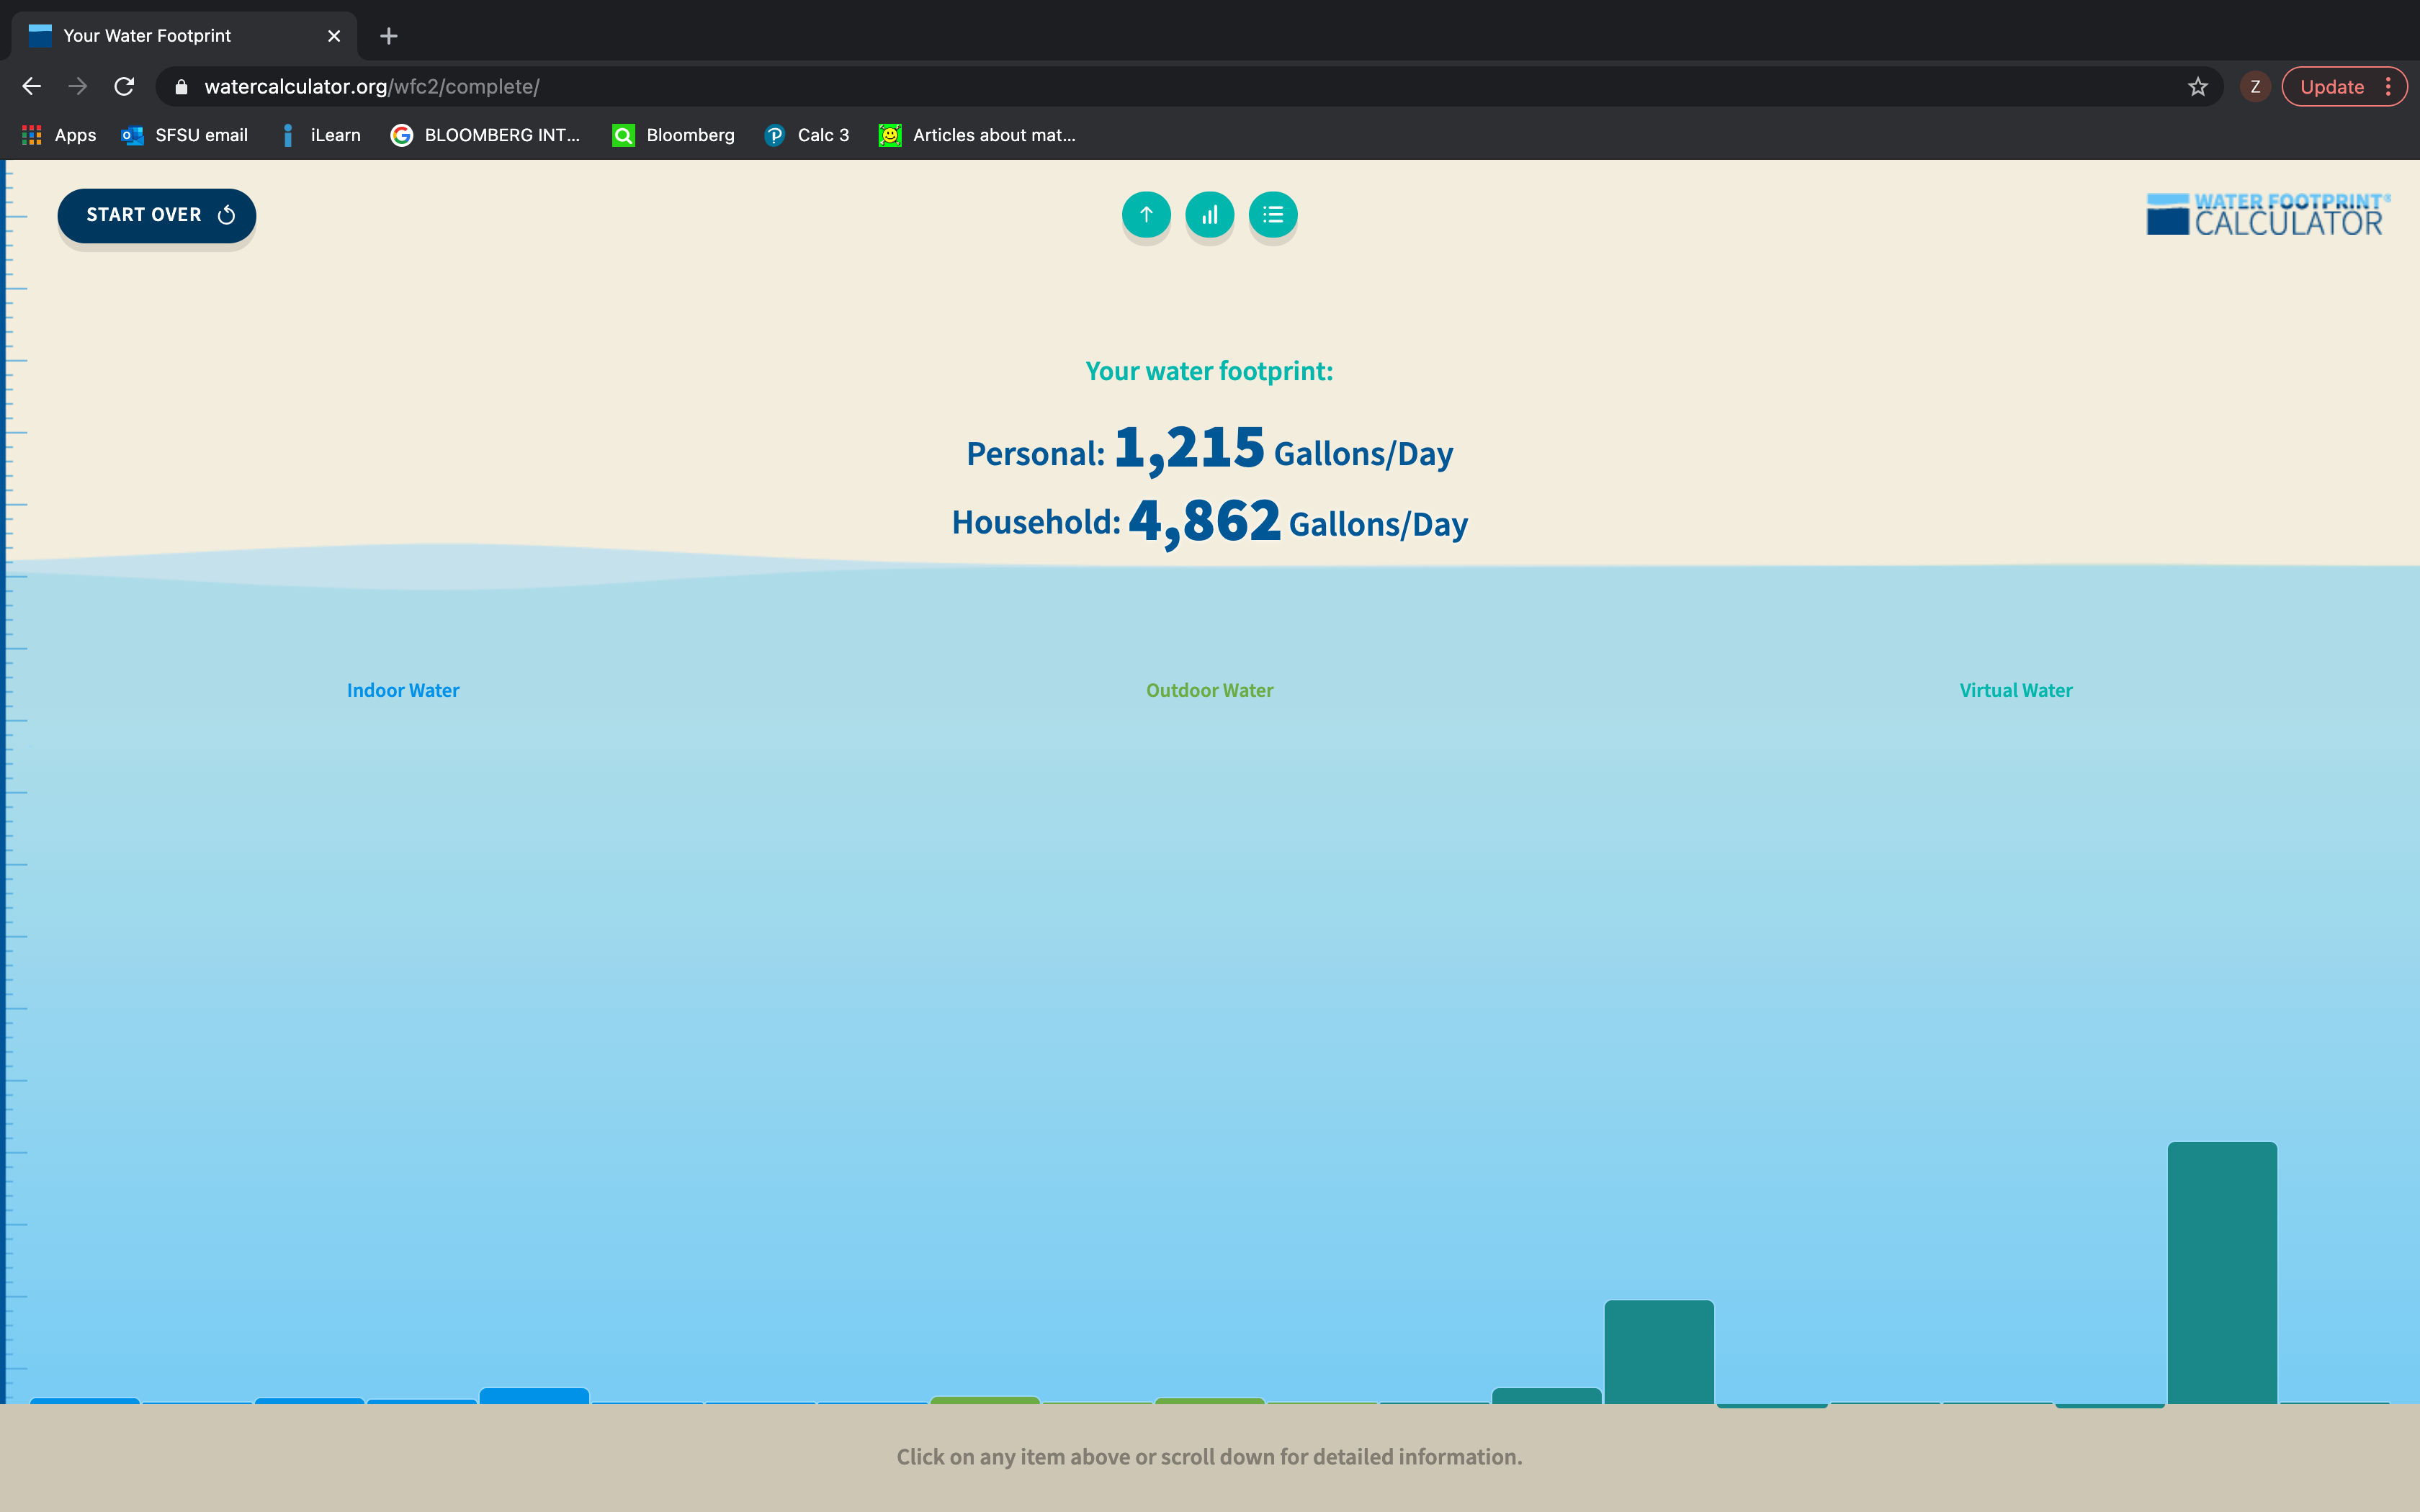 Your Water Footprint
watercalculator.org/wfc2/complete/
Z
Update
Apps
SFSU email
iLearn
BLOOMBERG INT...
Bloomberg
Calc 3
Articles about mat...
START OVER
WATER FOOTPRINT®
CALCULATOR
Your water footprint:
Personal: 1,215 Gallons/Day
Household: 4,862 Gallons/Day
Indoor Water
Outdoor Water
Virtual Water
Click on any item above or scroll down for detailed information.